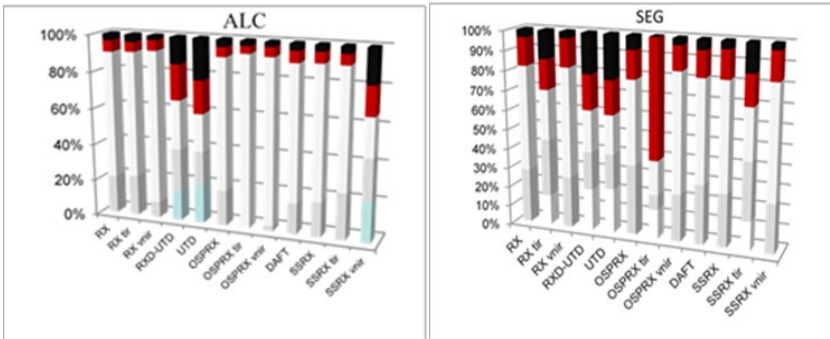 ALC
100%
80%
60%
40%
20%
0%
RX
RX tir
RX vnir
RXD-UTD
UTD
OSPRX
OSPRX tir
OSPRX vnir
DAFT
SSRX
SSRX tir
SSRX vnir
SEG
100%
90%
80%
70%
60%
50%
40%
30%
20%
10%
0%
RX
RX tir
RX vnir
RXD-UTD
UTD
OSPRX
OSPRX tir
OSPRX vnir
DAFT
SSRX
SSRX tir
SSRX vnir